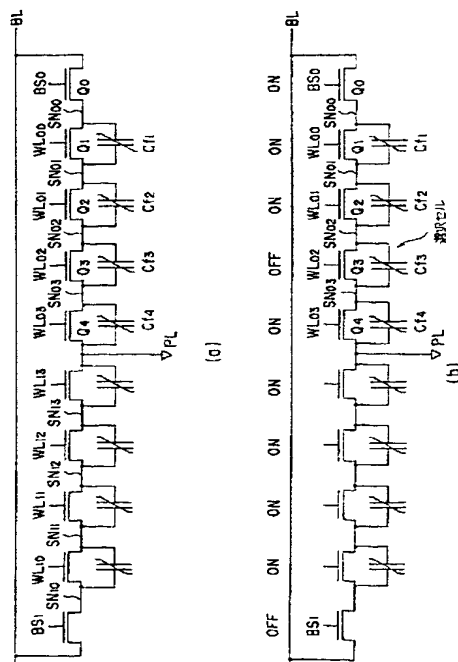 BL
BS1
WL10
WL11
WL12
WL13
WL03
WL02
WL01
WL00
BS0
SN10
SN11
SN12
SN13
SN03
SN02
SN01
SN00
Q4
Q3
Q2
Q1
Q0
Cf4
Cf3
Cf2
Cf1
PL
(a)
BL
OFF
ON
ON
ON
ON
ON
OFF
ON
ON
ON
BS1
WL03
WL02
WL01
WL00
BS0
SN03
SN02
SN01
SN00
Q4
Q3
Q2
Q1
Q0
Cf4
Cf3
Cf2
Cf1
選択セル
PL
(b)